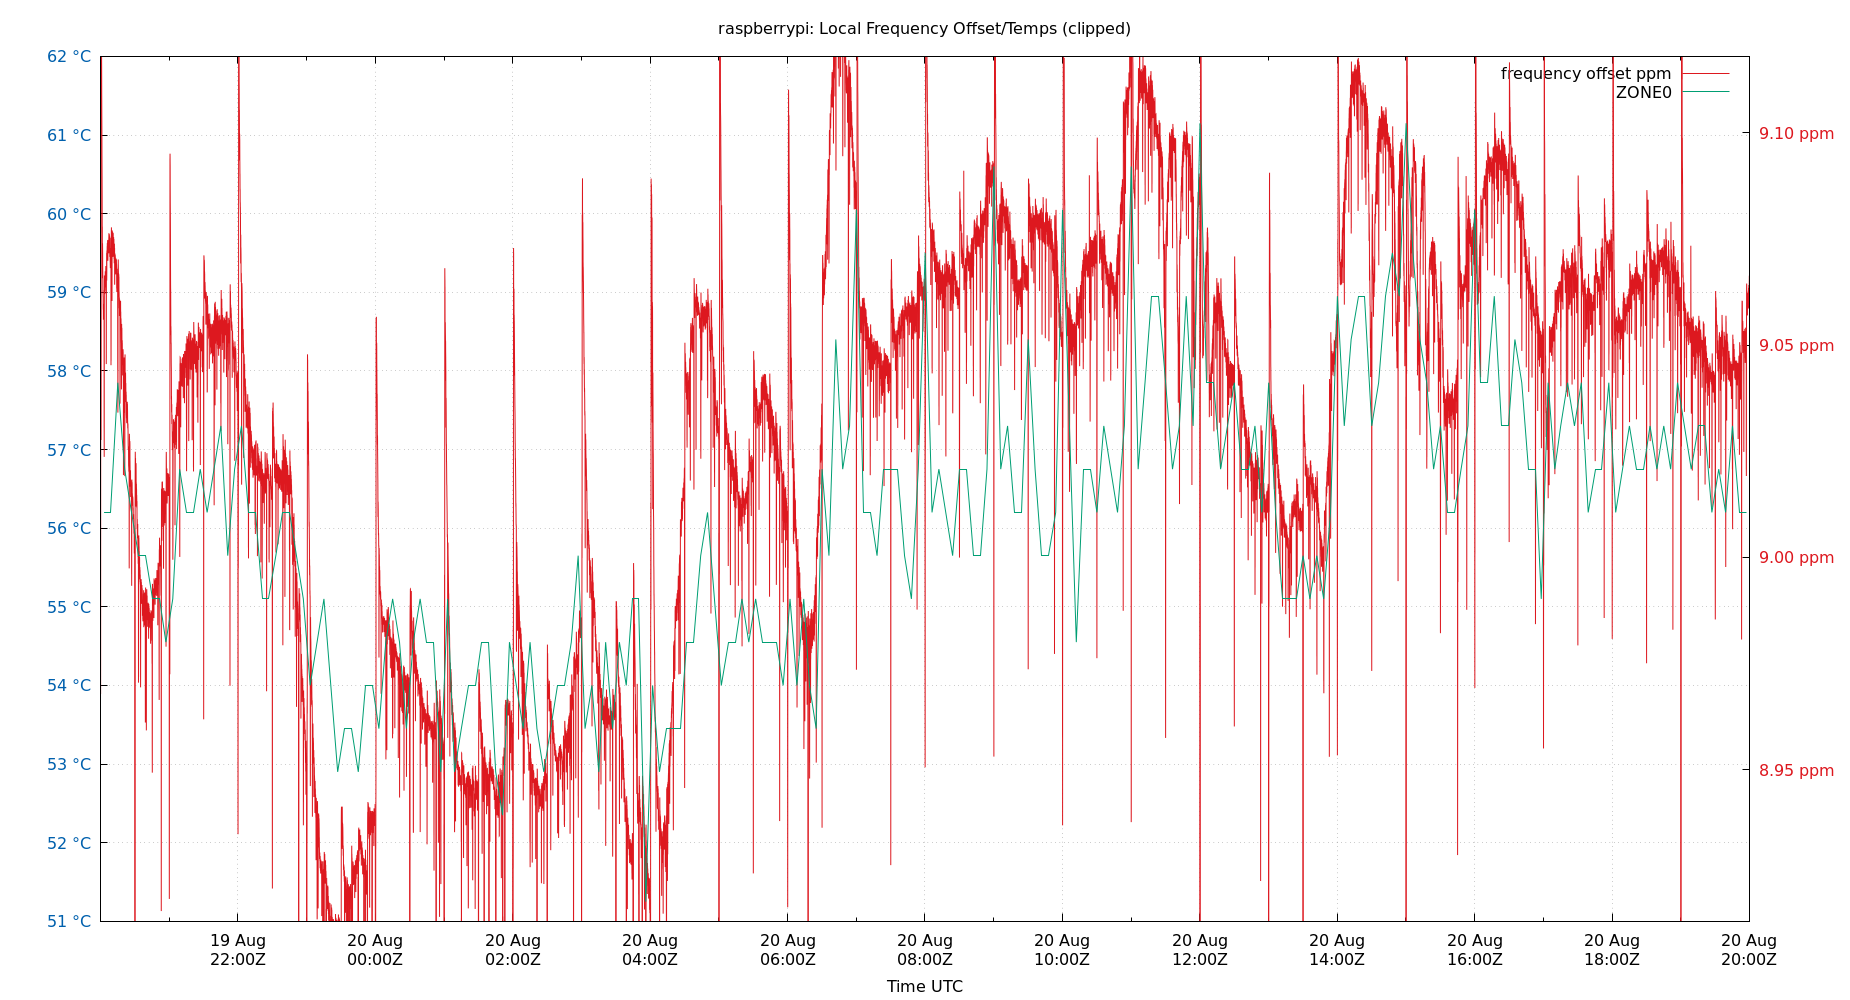 raspberrypi: Local Frequency Offset/Temps (clipped)
62 °C
61 °C
60 °C
59 °C
58 °C
57 °C
56 °C
55 °C
54 °C
53 °C
52 °C
51 °C
frequency offset ppm
ZONE0
9.10 ppm
9.05 ppm
9.00 ppm
8.95 ppm
19 Aug
22:00Z
20 Aug
00:00Z
20 Aug
02:00Z
20 Aug
04:00Z
20 Aug
06:00Z
20 Aug
08:00Z
20 Aug
10:00Z
20 Aug
12:00Z
20 Aug
14:00Z
20 Aug
16:00Z
20 Aug
18:00Z
20 Aug
20:00Z
Time UTC